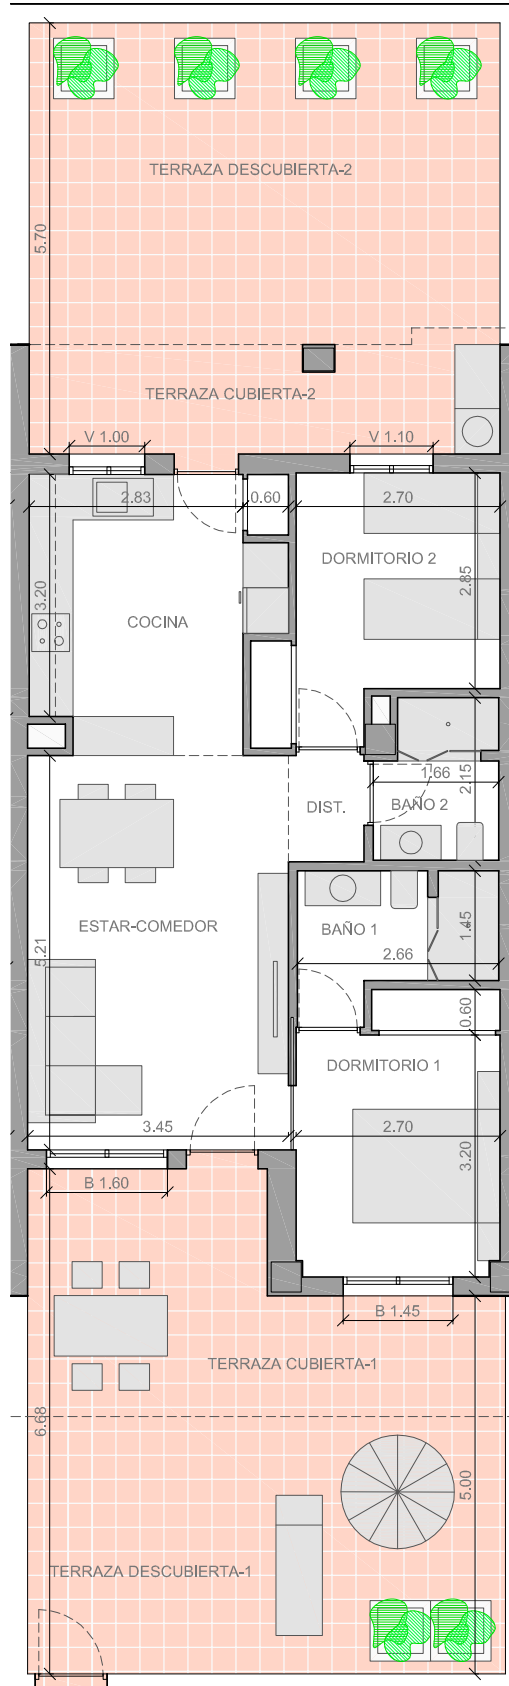 TERRAZA DESCUBIERTA-2
5.70
TERRAZA CUBIERTA-2
V 1.00
V 1.10
2.83
0.60
2.70
DORMITORIO 2
2.85
3.20
COCINA
1.66
2.15
DIST.
BAÑO 2
ESTAR-COMEDOR
BAÑO 1
1.45
5.21
2.66
0.60
DORMITORIO 1
3.45
2.70
3.20
B 1.60
B 1.45
TERRAZA CUBIERTA-1
6.68
5.00
TERRAZA DESCUBIERTA-1